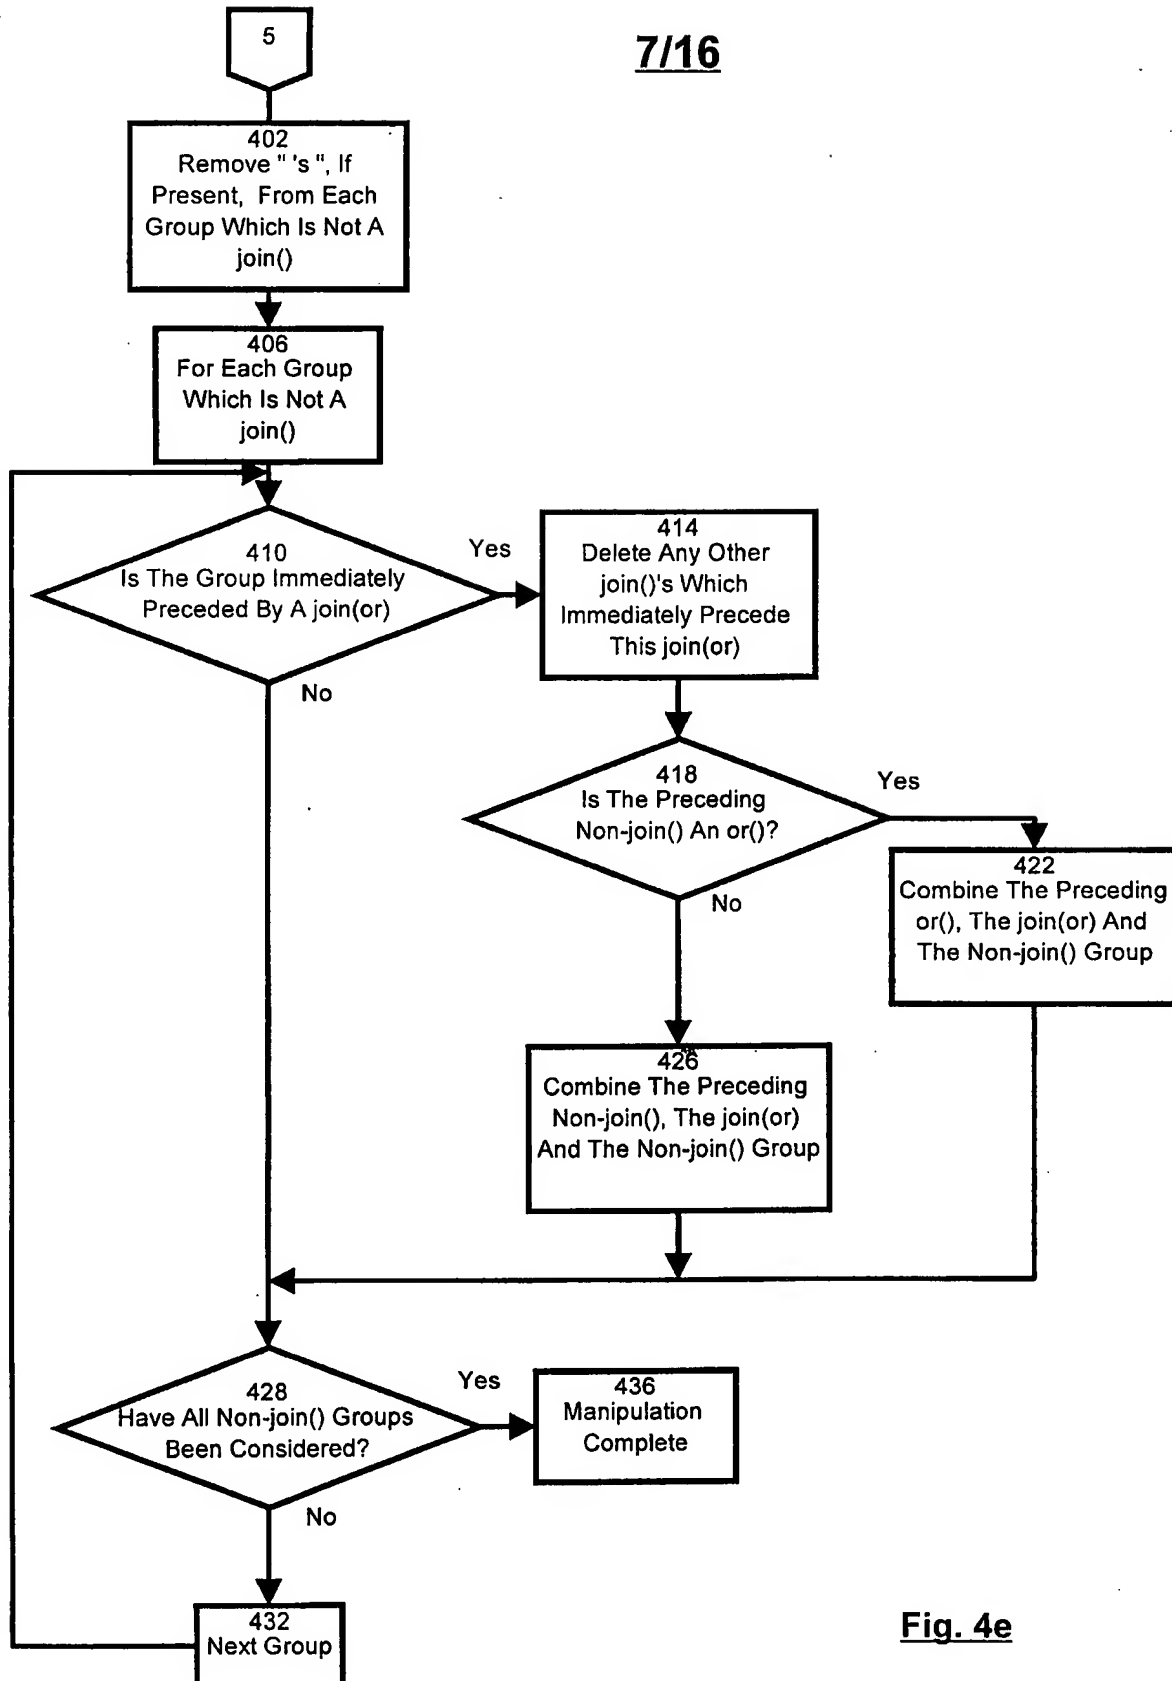 5
7/16
402
Remove " 's ", If
Present, From Each
Group Which Is Not A
join()
406
For Each Group
Which Is Not A
join()
410
Is The Group Immediately
Preceded By A join(or)
Yes
No
414
Delete Any Other
join()'s Which
Immediately Precede
This join(or)
418
Is The Preceding
Non-join() An or()?
Yes
No
422
Combine The Preceding
or(), The join(or) And
The Non-join() Group
426
Combine The Preceding
Non-join(), The join(or)
And The Non-join() Group
428
Have All Non-join() Groups
Been Considered?
Yes
No
436
Manipulation
Complete
432
Next Group
Fig. 4e